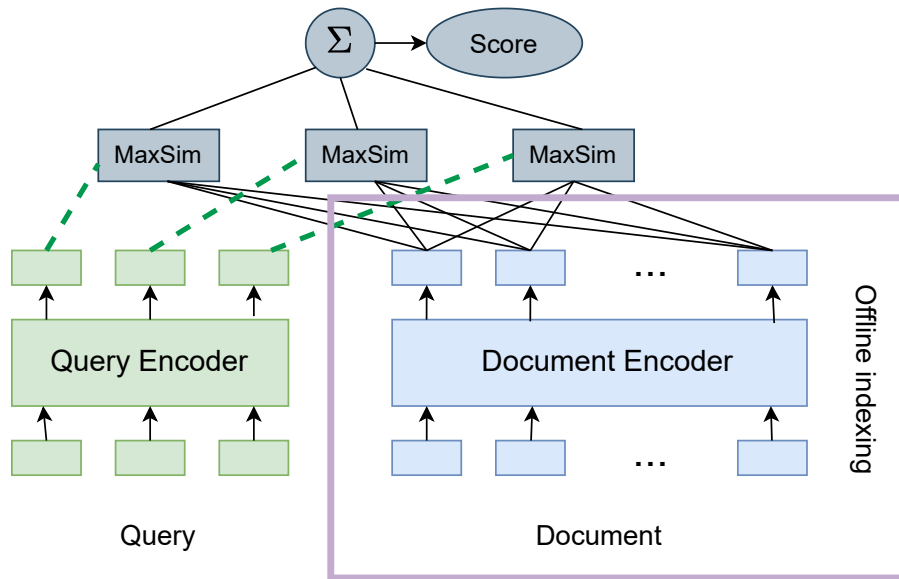 Σ
Score
MaxSim
MaxSim
MaxSim
...
Query Encoder
Document Encoder
Offline indexing
...
Query
Document